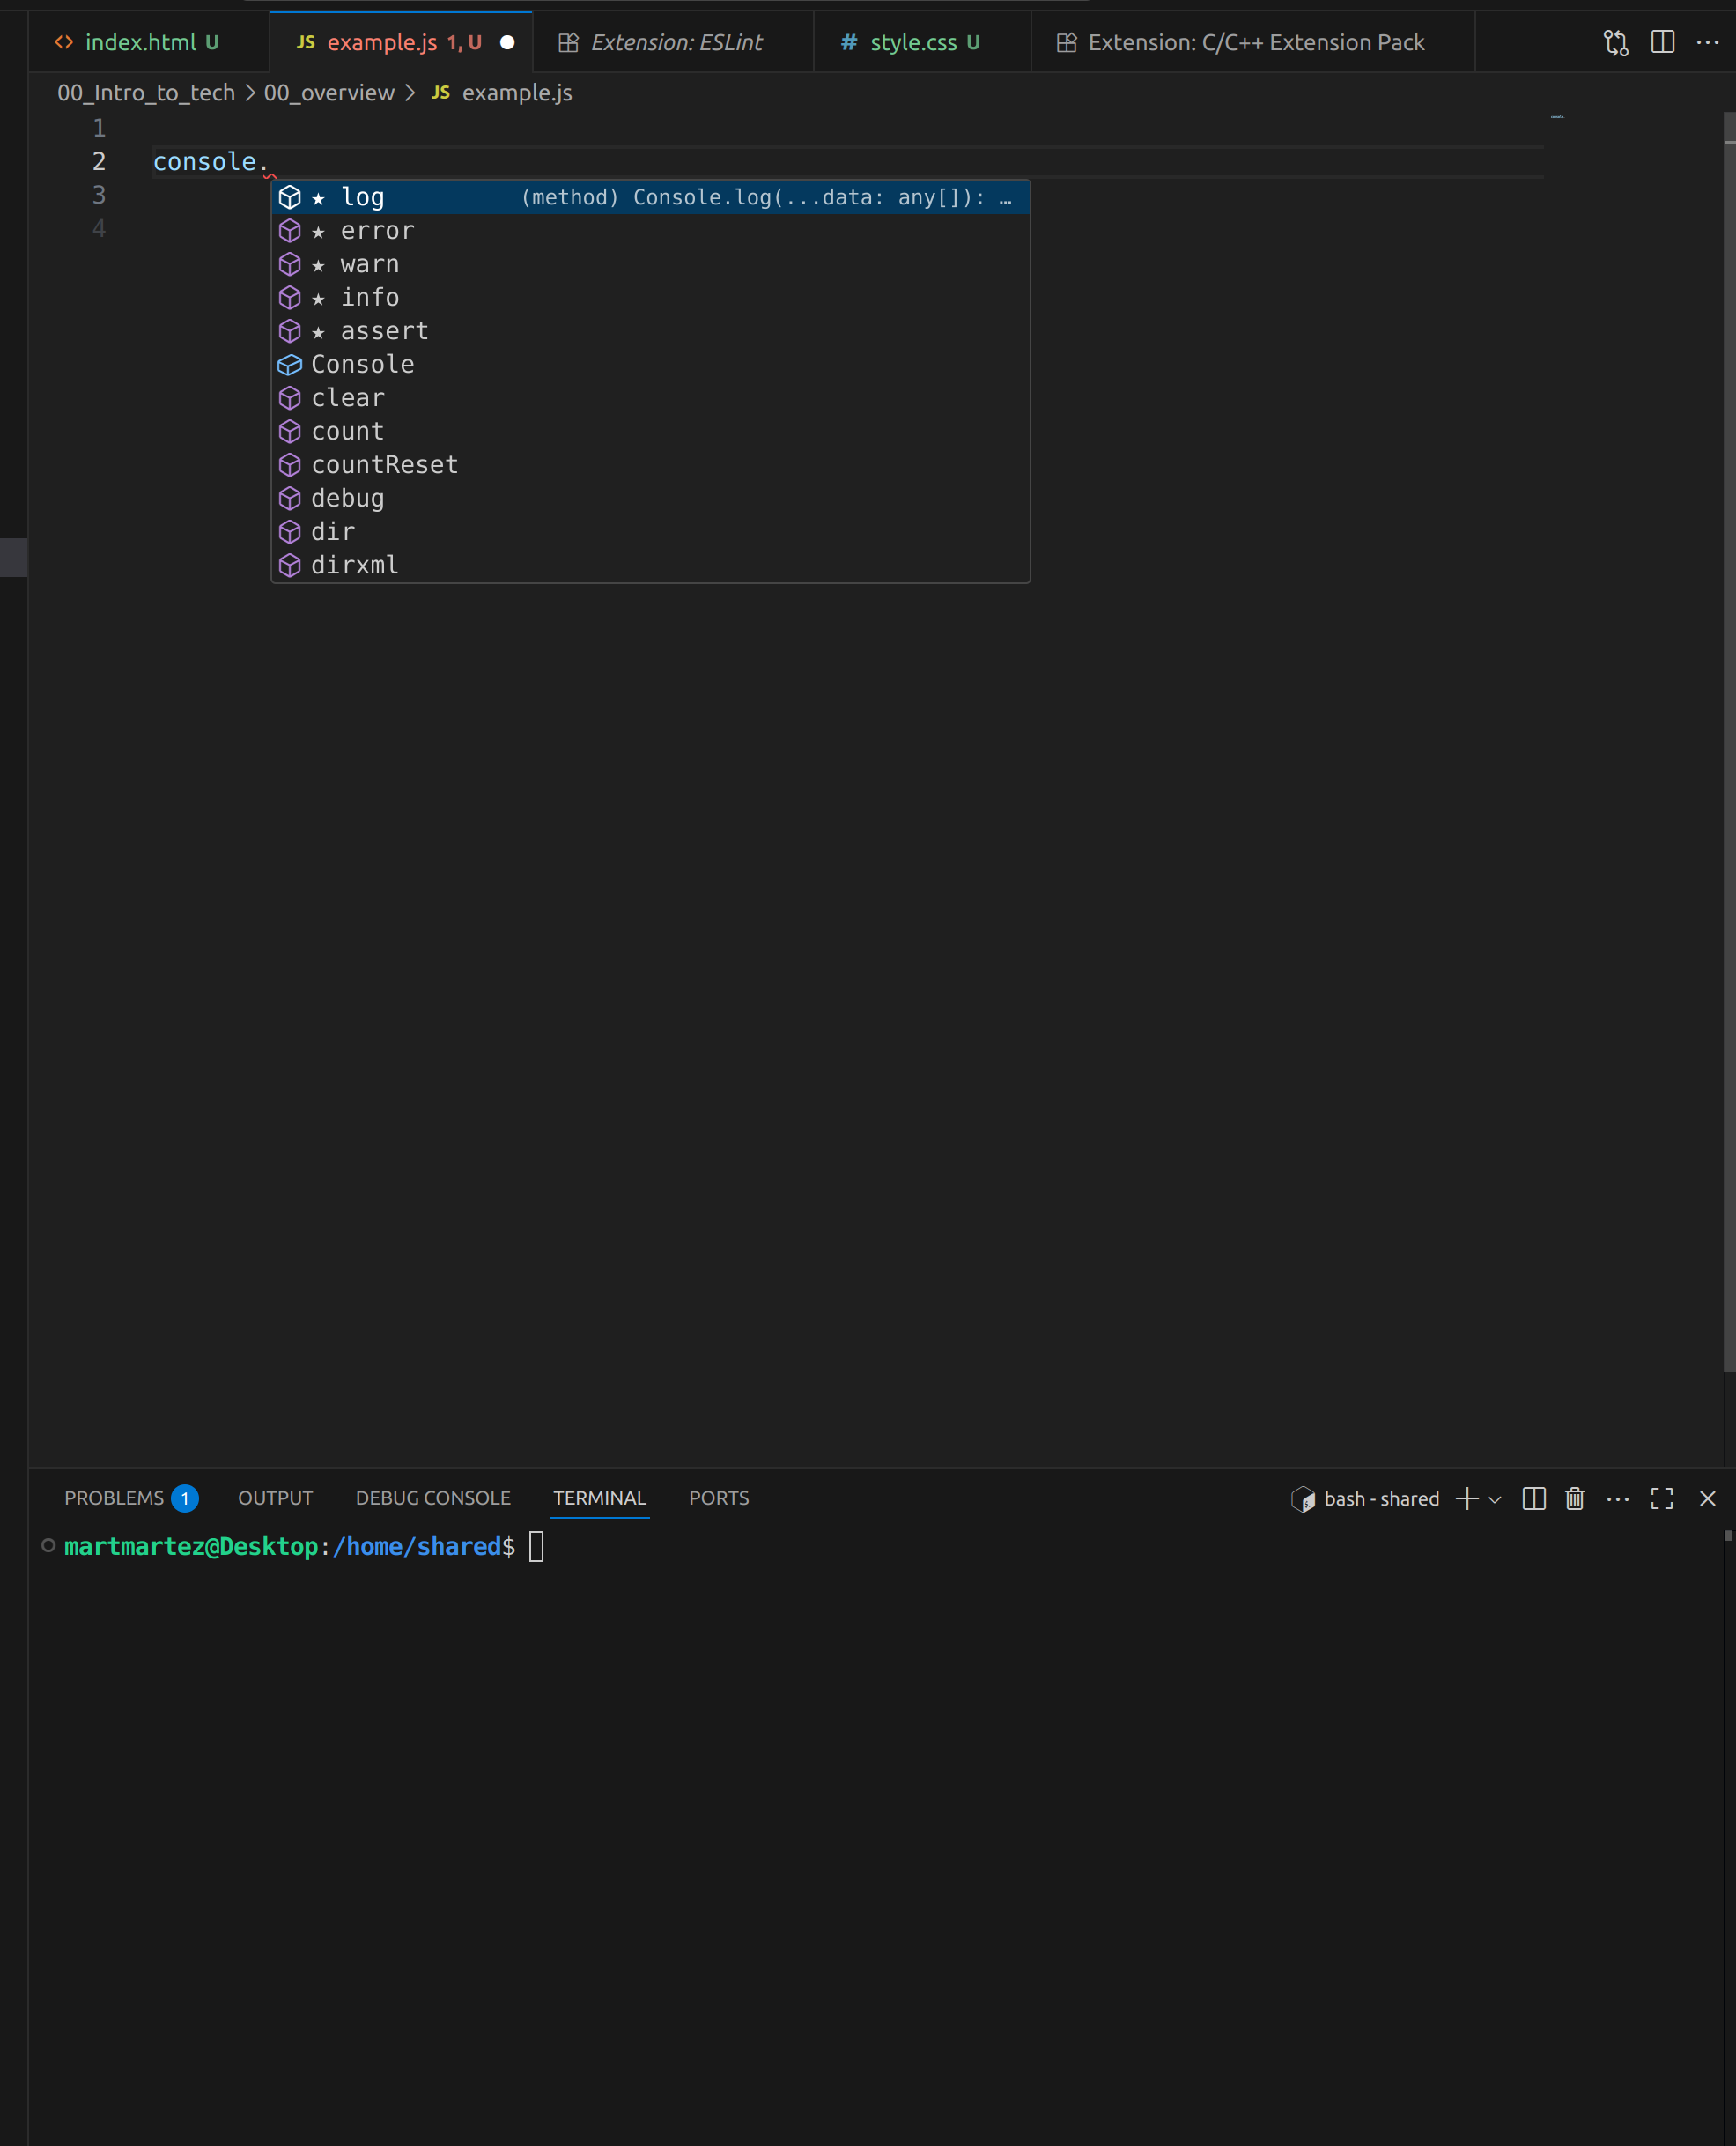 <> index.html U JS example.js 1, U Extension: ESLint # style.css U Extension: C/C++ Extension Pack ...
00_Intro_to_tech > 00_overview > JS example.js
1
2 console.
3
4
★ log (method) Console.log(...data: any[]): …
★ error
★ warn
★ info
★ assert
Console
clear
count
countReset
debug
dir
dirxml
PROBLEMS 1 OUTPUT DEBUG CONSOLE TERMINAL PORTS bash - shared
martmartez@Desktop:/home/shared$